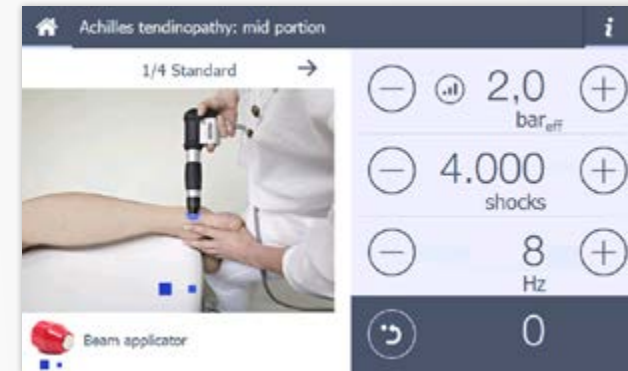 Achilles tendinopathy: mid portion
i
1/4 Standard →
2,0
bar eff
4.000
shocks
8
Hz
0
Beam applicator